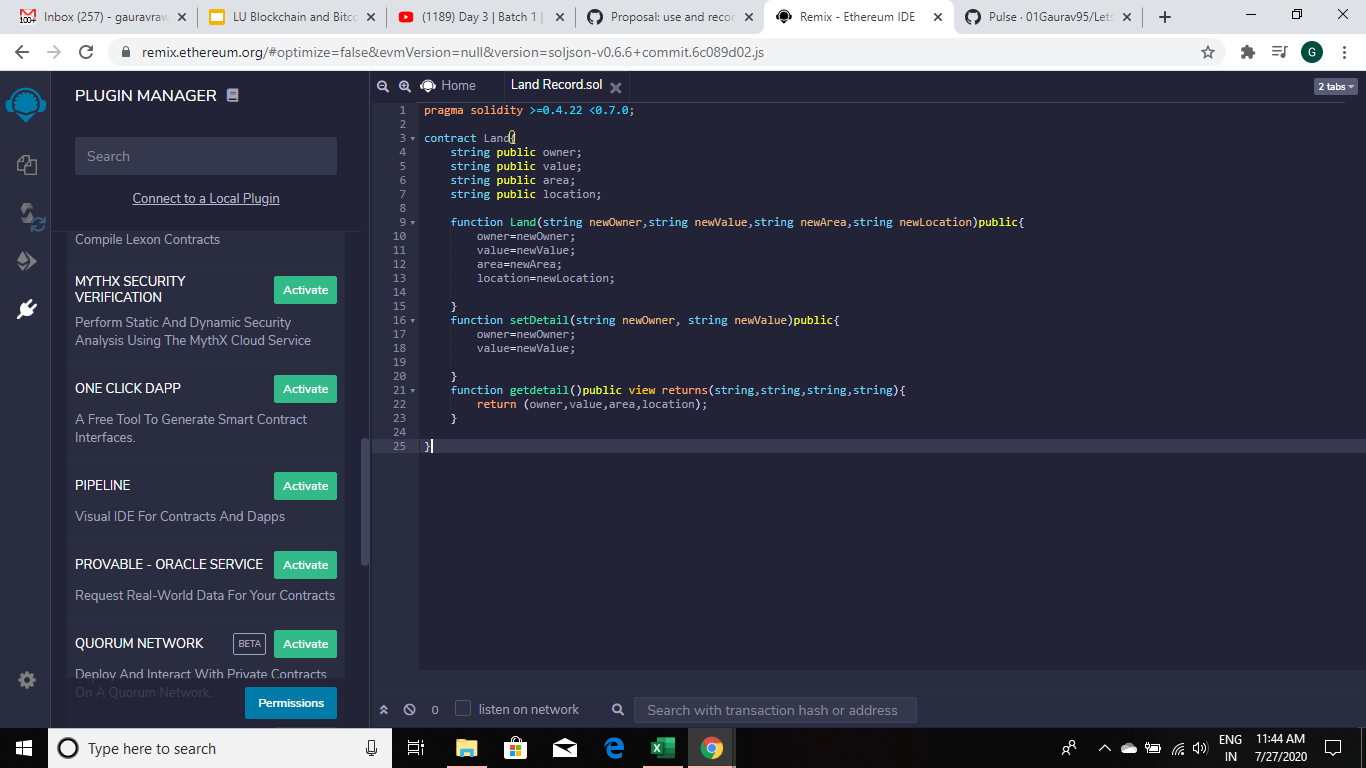 Inbox (257) - gauravraw
LU Blockchain and Bitco
(1189) Day 3 | Batch 1 |
Proposal: use and recor
Remix - Ethereum IDE
Pulse · 01Gaurav95/Lets
remix.ethereum.org/#optimize=false&evmVersion=null&version=soljson-v0.6.6+commit.6c089d02.js
G
PLUGIN MANAGER
Search
Connect to a Local Plugin
Compile Lexon Contracts
MYTHX SECURITY
VERIFICATION
Activate
Perform Static And Dynamic Security
Analysis Using The MythX Cloud Service
ONE CLICK DAPP
Activate
A Free Tool To Generate Smart Contract
Interfaces.
PIPELINE
Activate
Visual IDE For Contracts And Dapps
PROVABLE - ORACLE SERVICE
Activate
Request Real-World Data For Your Contracts
QUORUM NETWORK
BETA
Activate
Deploy And Interact With Private Contracts
On A Quorum Network.
Permissions
Home
Land Record.sol
2 tabs
1 pragma solidity >=0.4.22 <0.7.0;
2
3 contract Land{
4 string public owner;
5 string public value;
6 string public area;
7 string public location;
8
9 function Land(string newOwner,string newValue,string newArea,string newLocation)public{
10 owner=newOwner;
11 value=newValue;
12 area=newArea;
13 location=newLocation;
14
15 }
16 function setDetail(string newOwner, string newValue)public{
17 owner=newOwner;
18 value=newValue;
19
20 }
21 function getdetail()public view returns(string,string,string,string){
22 return (owner,value,area,location);
23 }
24
25 }
0
listen on network
Search with transaction hash or address
Type here to search
ENG
IN
11:44 AM
7/27/2020